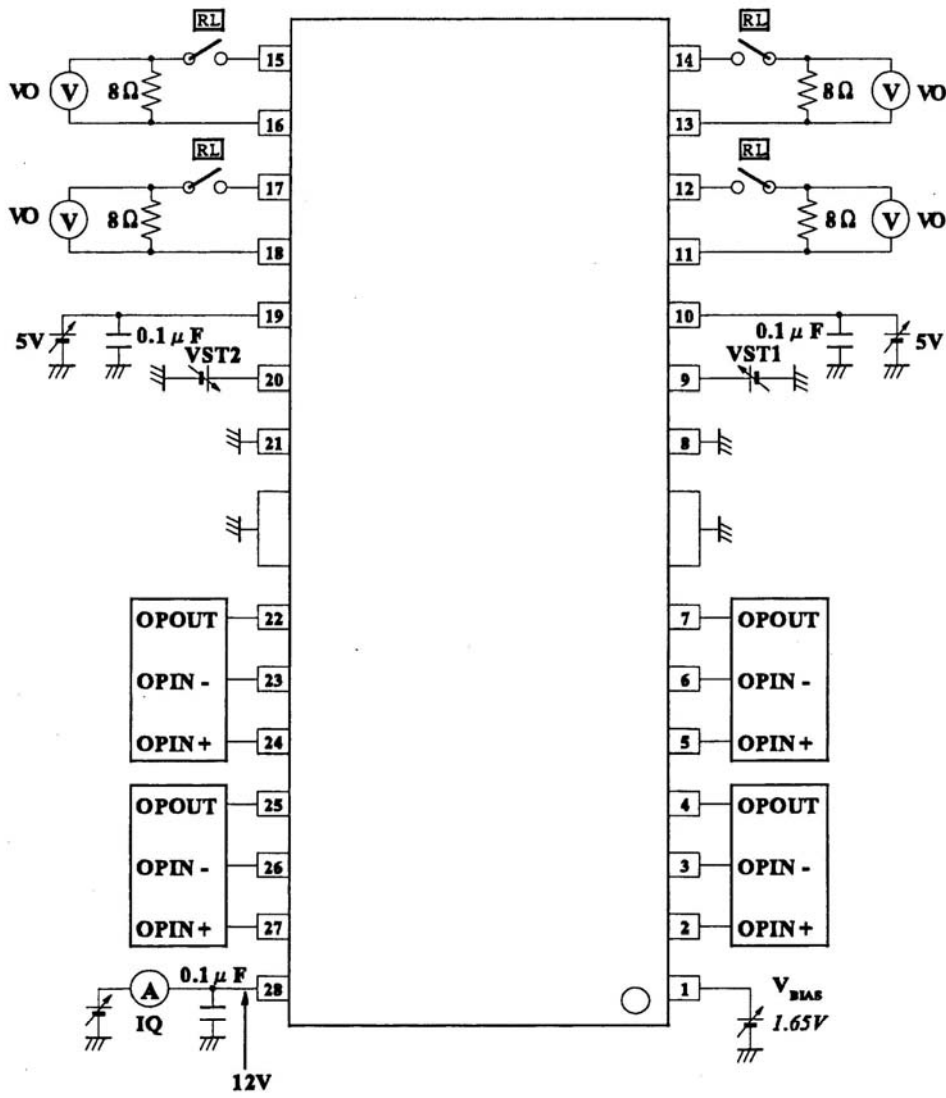 RL 15 14 RL
VO V 8Ω 8Ω V VO
16 13
RL 17 12 RL
VO V 8Ω 8Ω V VO
18 11
19 10
5V 0.1μF 0.1μF 5V
VST2 20 9 VST1
21 8
OPOUT 22 7 OPOUT
OPIN - 23 6 OPIN -
OPIN+ 24 5 OPIN+
OPOUT 25 4 OPOUT
OPIN - 26 3 OPIN -
OPIN+ 27 2 OPIN+
A 0.1μF 28 1 V BIAS
IQ 1.65V
12V